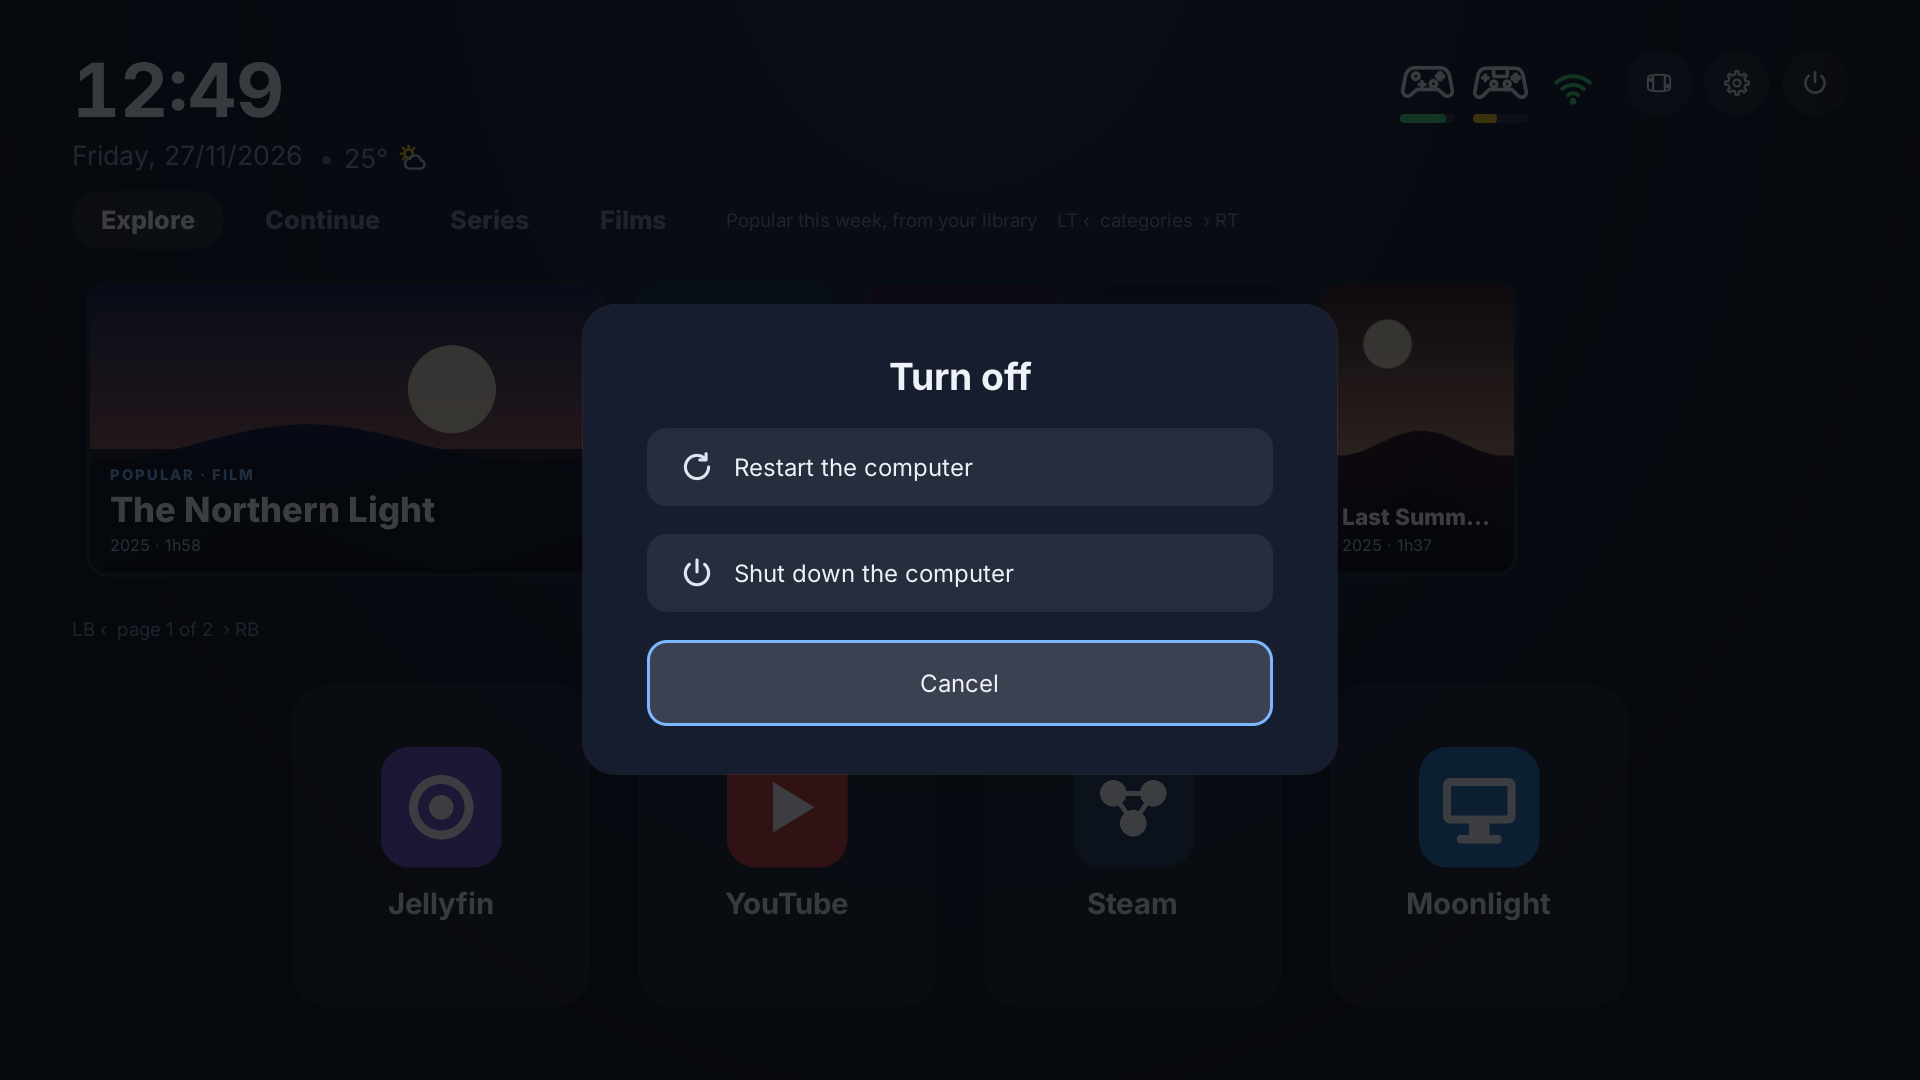 12:49
Friday, 27/11/2026 • 25°
Explore Continue Series Films Popular this week, from your library LT ‹ categories › RT
Turn off
Restart the computer
Shut down the computer
Cancel
POPULAR · FILM
The Northern Light
2025 · 1h58
Last Summ...
2025 · 1h37
LB ‹ page 1 of 2 › RB
Jellyfin
YouTube
Steam
Moonlight